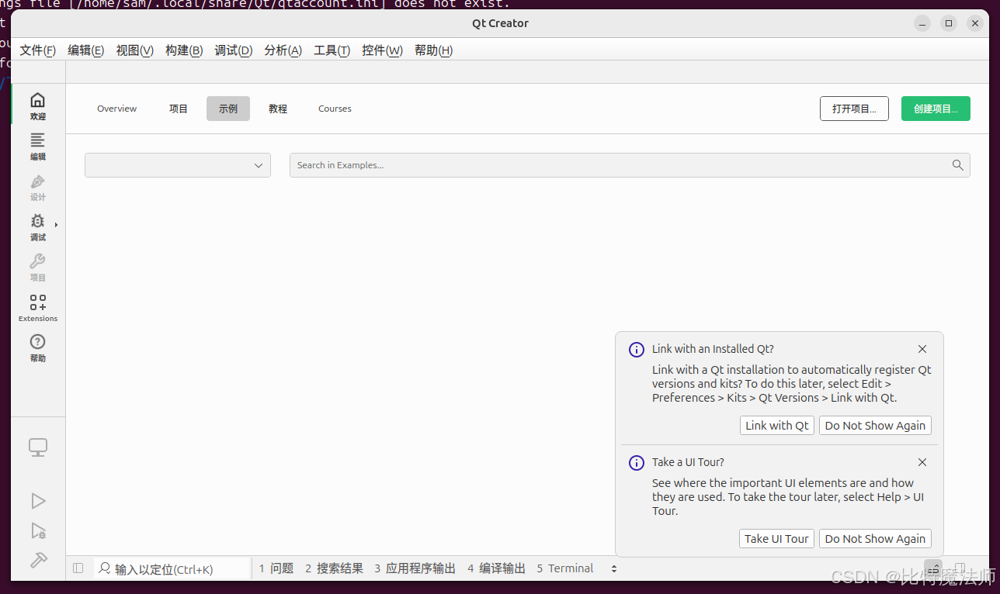 ngs file [/home/sam/.local/share/Qt/qtaccount.ini] does not exist.
Qt Creator
文件(F) 编辑(E) 视图(V) 构建(B) 调试(D) 分析(A) 工具(T) 控件(W) 帮助(H)
Overview 项目 示例 教程 Courses 打开项目... 创建项目...
欢迎
编辑
设计
调试
项目
Extensions
帮助
Search in Examples...
Link with an Installed Qt?
Link with a Qt installation to automatically register Qt
versions and kits? To do this later, select Edit >
Preferences > Kits > Qt Versions > Link with Qt.
Link with Qt Do Not Show Again
Take a UI Tour?
See where the important UI elements are and how
they are used. To take the tour later, select Help > UI
Tour.
Take UI Tour Do Not Show Again
输入以定位(Ctrl+K) 1 问题 2 搜索结果 3 应用程序输出 4 编译输出 5 Terminal
CSDN @比特魔法师